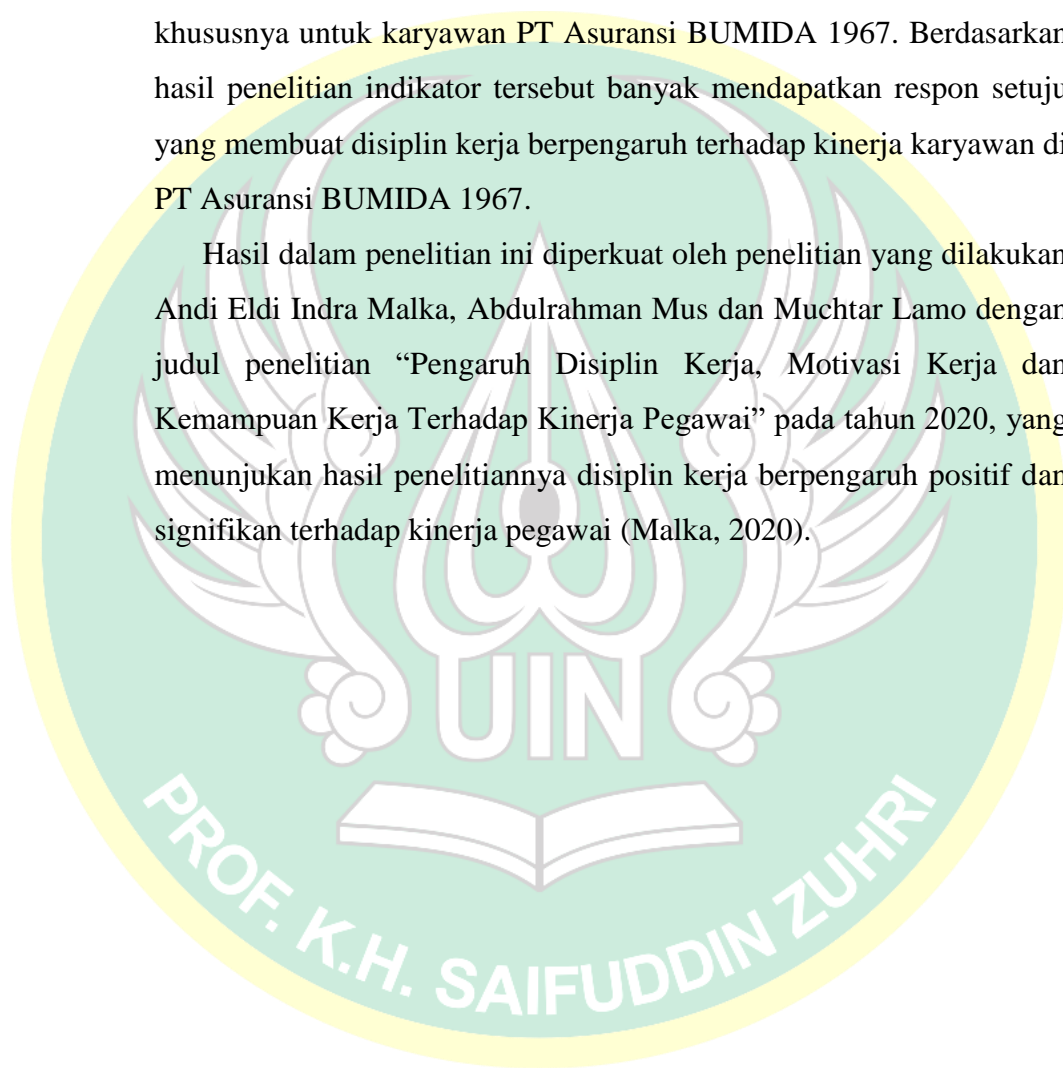 khususnya untuk karyawan PT Asuransi BUMIDA 1967. Berdasarkan
hasil penelitian indikator tersebut banyak mendapatkan respon setuju
yang membuat disiplin kerja berpengaruh terhadap kinerja karyawan di
PT Asuransi BUMIDA 1967.
Hasil dalam penelitian ini diperkuat oleh penelitian yang dilakukan
Andi Eldi Indra Malka, Abdulrahman Mus dan Muchtar Lamo dengan
judul penelitian “Pengaruh Disiplin Kerja, Motivasi Kerja dan
Kemampuan Kerja Terhadap Kinerja Pegawai” pada tahun 2020, yang
menunjukan hasil penelitiannya disiplin kerja berpengaruh positif dan
signifikan terhadap kinerja pegawai (Malka, 2020).
UIN
PROF. K.H. SAIFUDDIN ZUHRI